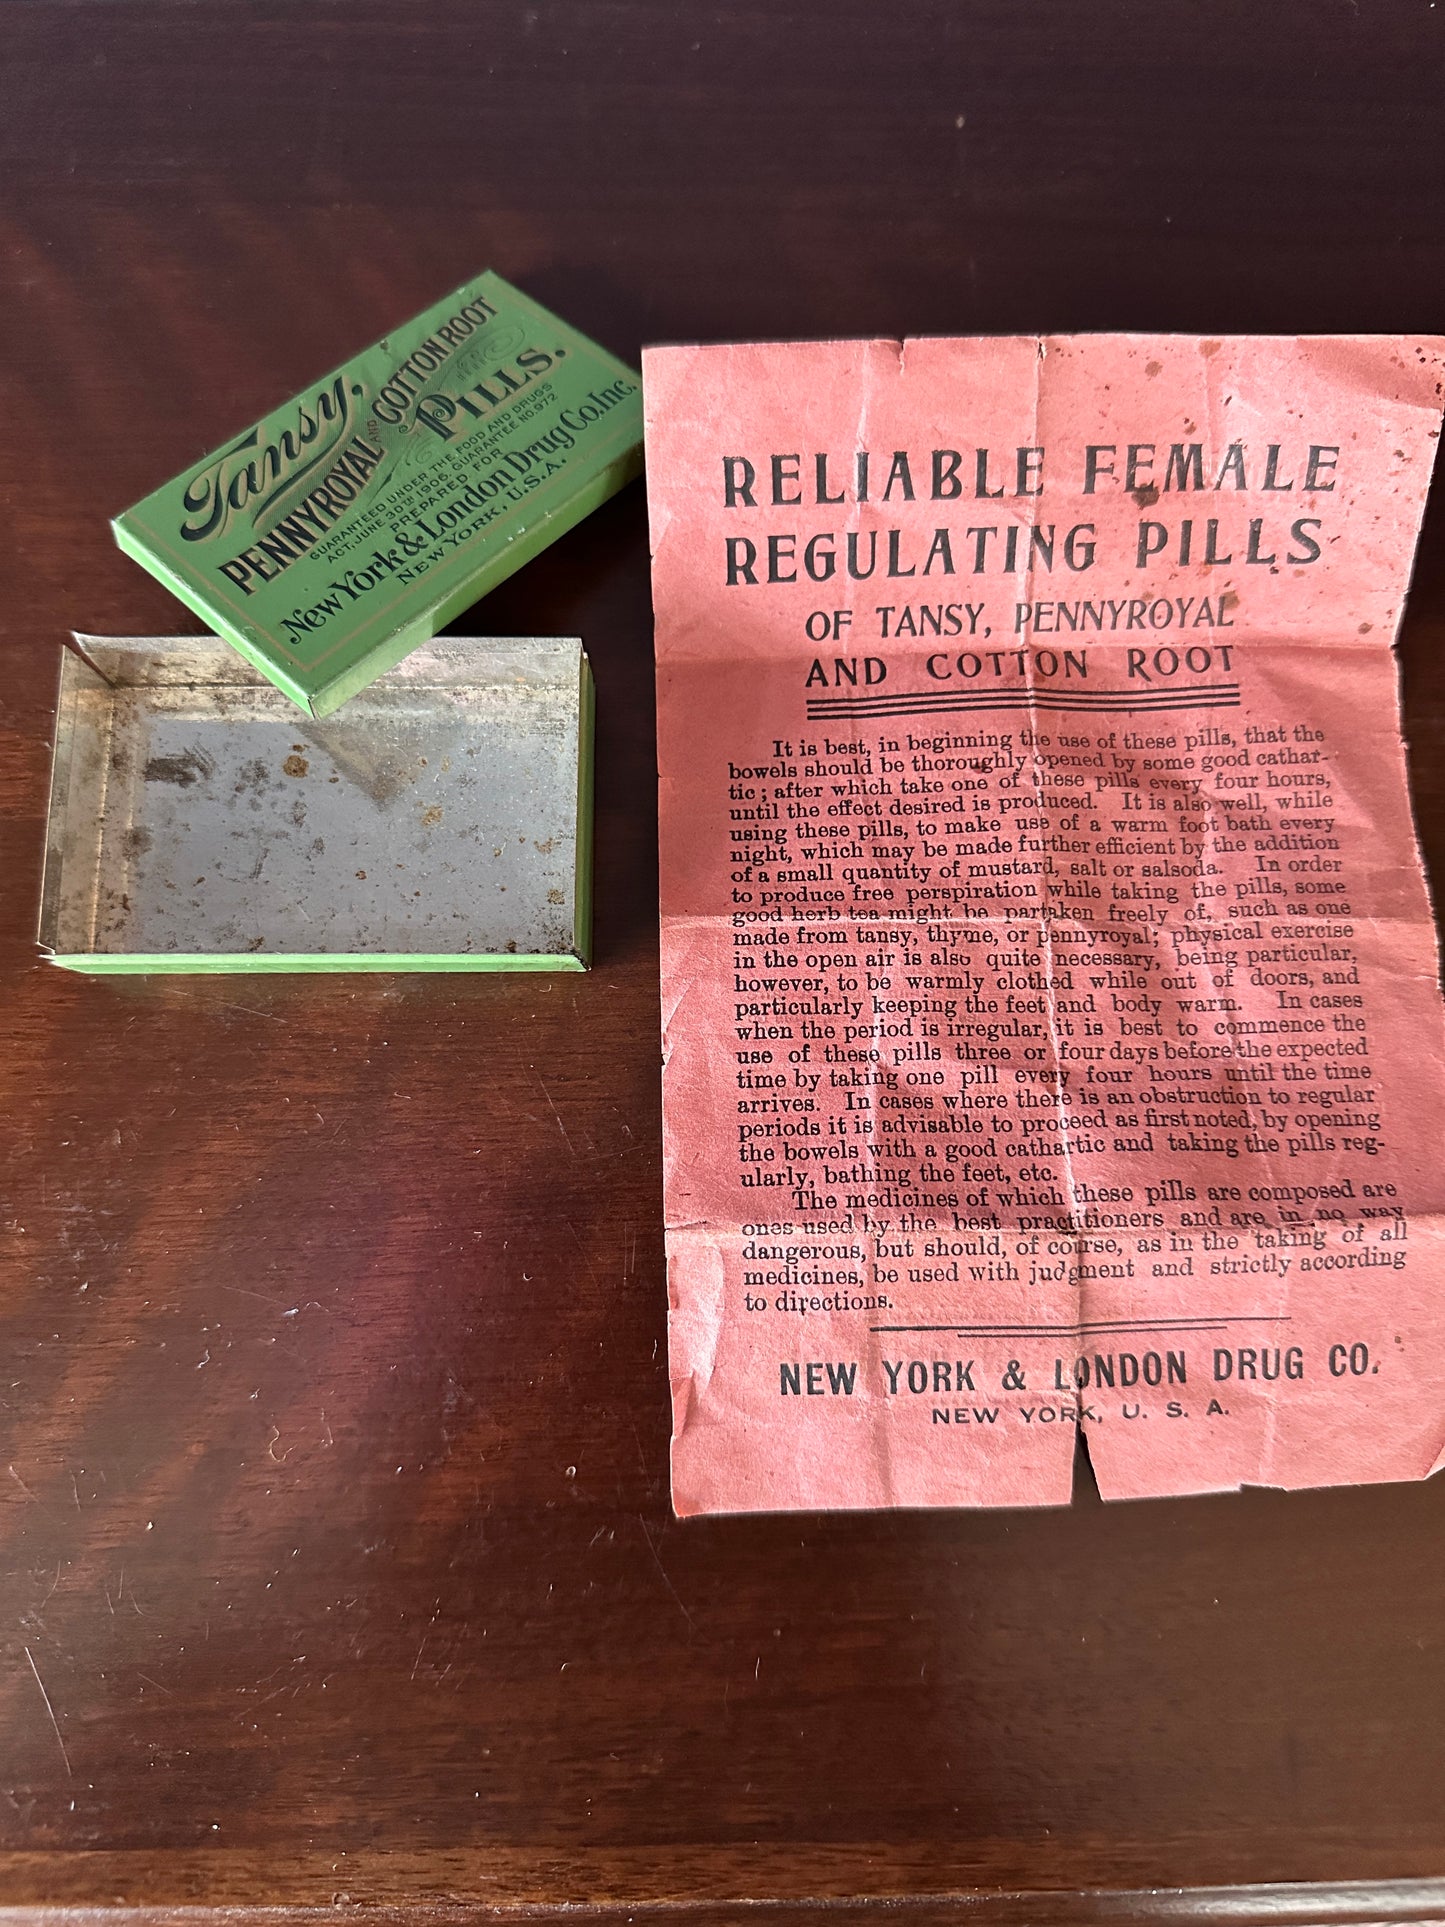 Tansy,
PENNYROYAL AND COTTON ROOT
PILLS.
GUARANTEED UNDER THE FOOD AND DRUGS
ACT, JUNE 30TH 1906. GUARANTEE NO. 972
PREPARED FOR
New York & London Drug Co. Inc.
NEW YORK, U.S.A.
RELIABLE FEMALE
REGULATING PILLS
OF TANSY, PENNYROYAL
AND COTTON ROOT
It is best, in beginning the use of these pills, that the
bowels should be thoroughly opened by some good cathar-
tic; after which take one of these pills every four hours,
until the effect desired is produced. It is also well, while
using these pills, to make use of a warm foot bath every
night, which may be made further efficient by the addition
of a small quantity of mustard, salt or salsoda. In order
to produce free perspiration while taking the pills, some
good herb tea might be partaken freely of, such as one
made from tansy, thyme, or pennyroyal; physical exercise
in the open air is also quite necessary, being particular,
however, to be warmly clothed while out of doors, and
particularly keeping the feet and body warm. In cases
when the period is irregular, it is best to commence the
use of these pills three or four days before the expected
time by taking one pill every four hours until the time
arrives. In cases where there is an obstruction to regular
periods it is advisable to proceed as first noted, by opening
the bowels with a good cathartic and taking the pills reg-
ularly, bathing the feet, etc.
The medicines of which these pills are composed are
ones used by the best practitioners and are in no way
dangerous, but should, of course, as in the taking of all
medicines, be used with judgment and strictly according
to directions.
NEW YORK & LONDON DRUG CO.
NEW YORK, U. S. A.